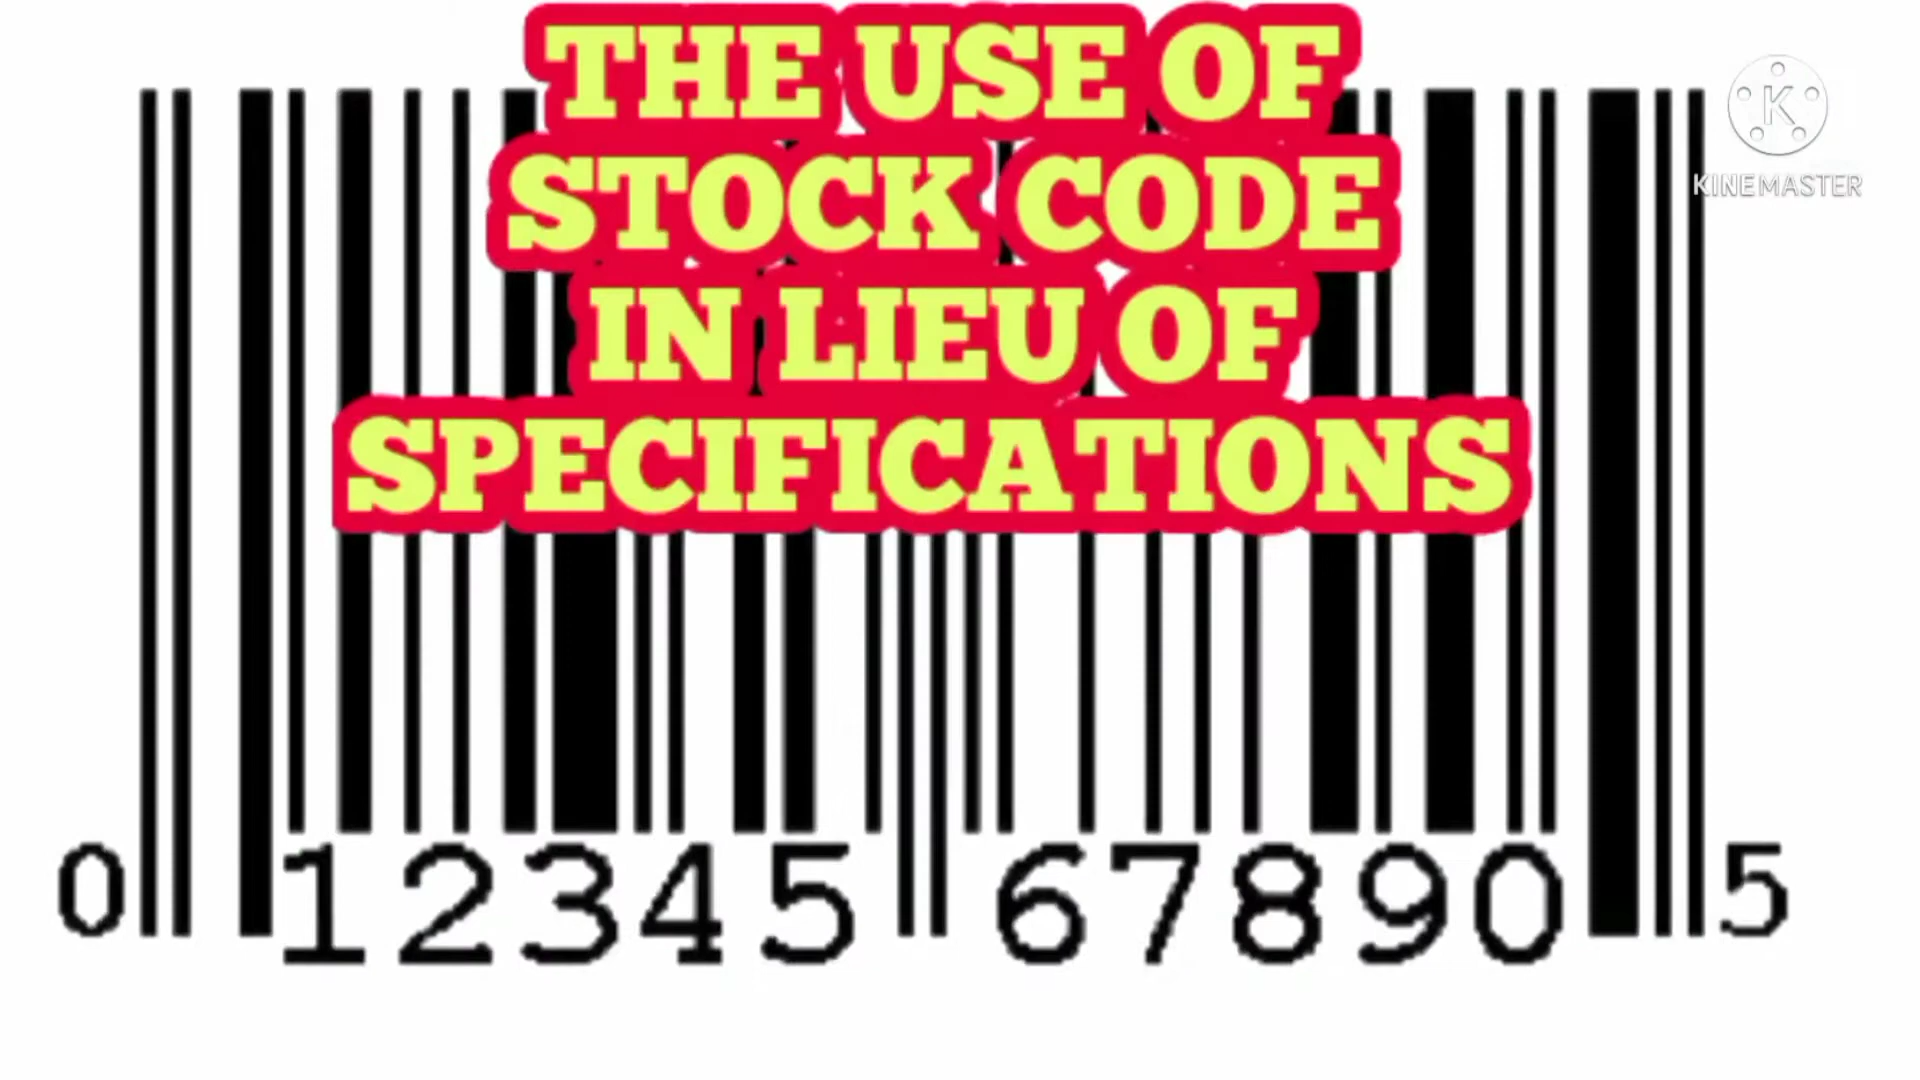 THE USE OF
STOCK CODE
IN LIEU OF
SPECIFICATIONS
K
KINEMASTER
0 12345 67890 5